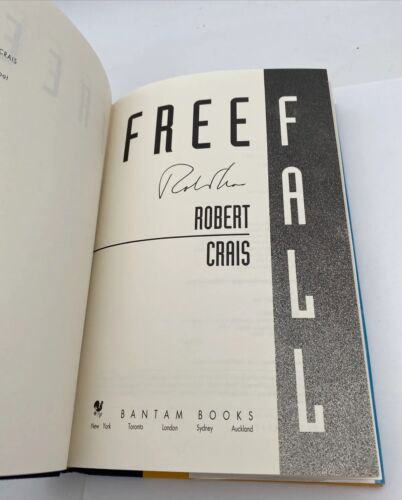 CRAIS
FREE
FALL
ROBERT
CRAIS
BANTAM BOOKS
New York Toronto London Sydney Auckland